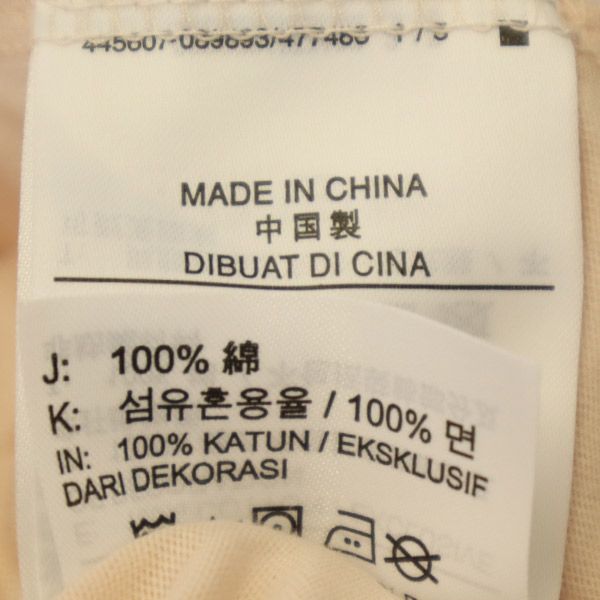 MADE IN CHINA
中国製
DIBUAT DI CINA
J: 100% 綿
K: 섬유혼용율 / 100% 면
IN: 100% KATUN / EKSKLUSIF
DARI DEKORASI